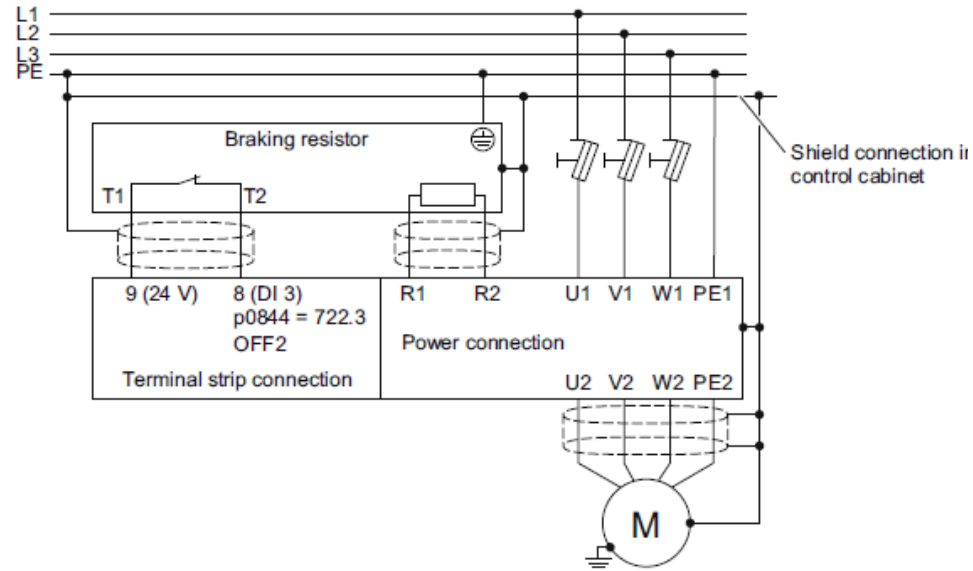 L1
L2
L3
PE
Braking resistor
Shield connection in
control cabinet
T1
T2
9 (24 V)
8 (DI 3)
p0844 = 722.3
OFF2
Terminal strip connection
R1
R2
U1
V1
W1
PE1
Power connection
U2
V2
W2
PE2
M